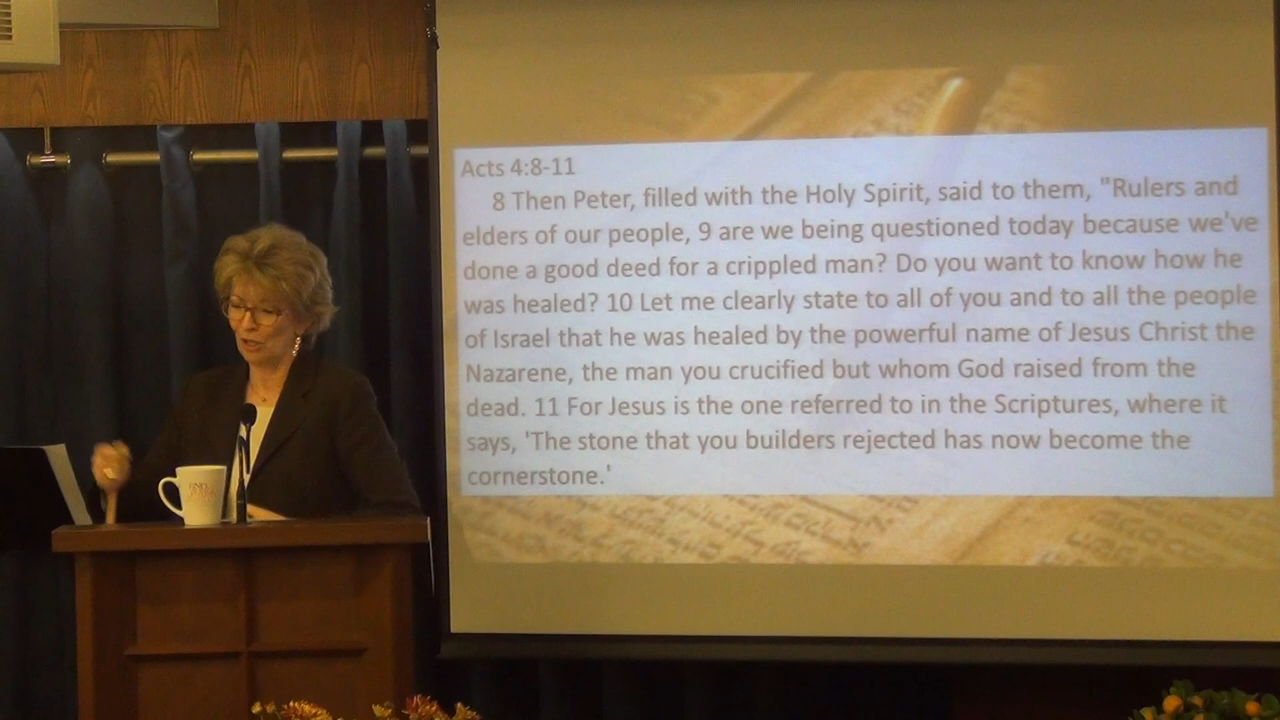 Acts 4:8-11
8 Then Peter, filled with the Holy Spirit, said to them, "Rulers and
elders of our people, 9 are we being questioned today because we've
done a good deed for a crippled man? Do you want to know how he
was healed? 10 Let me clearly state to all of you and to all the people
of Israel that he was healed by the powerful name of Jesus Christ the
Nazarene, the man you crucified but whom God raised from the
dead. 11 For Jesus is the one referred to in the Scriptures, where it
says, 'The stone that you builders rejected has now become the
cornerstone.'